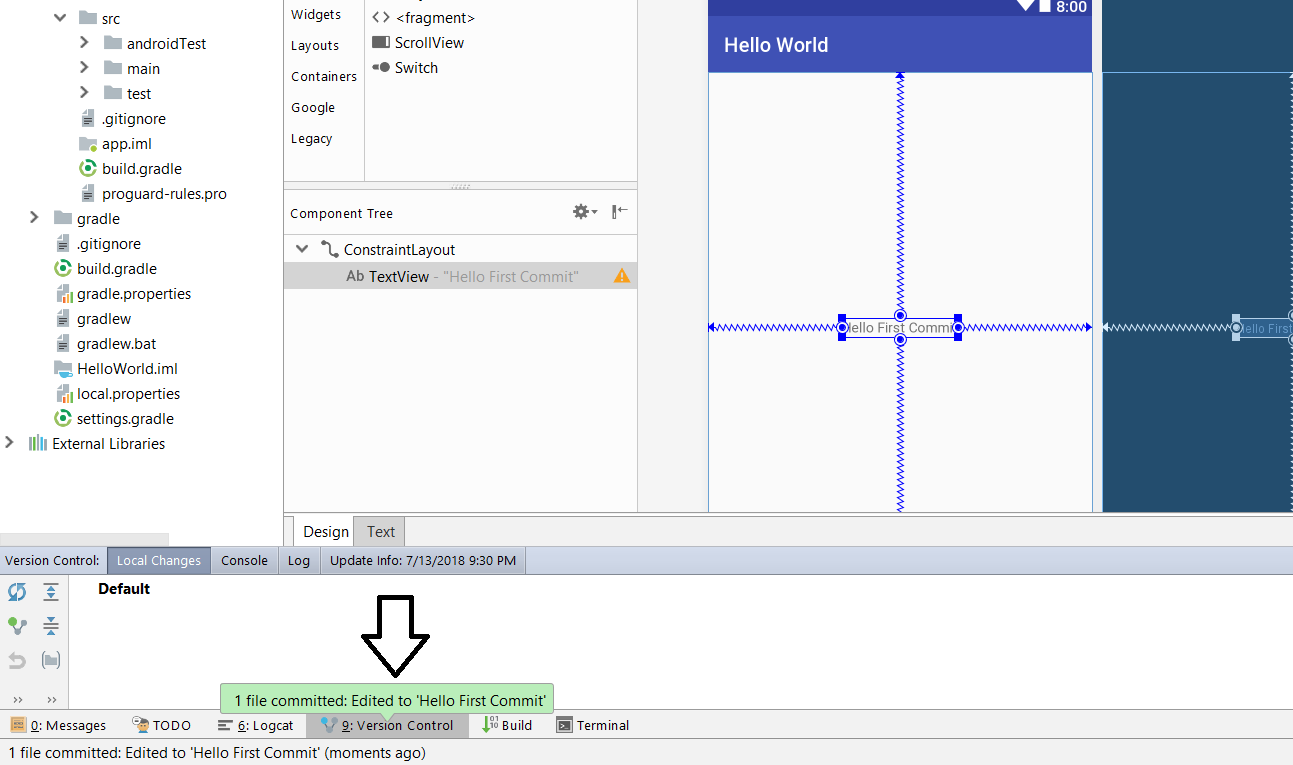 src
androidTest
main
test
.gitignore
app.iml
build.gradle
proguard-rules.pro
gradle
.gitignore
build.gradle
gradle.properties
gradlew
gradlew.bat
HelloWorld.iml
local.properties
settings.gradle
External Libraries
Widgets
Layouts
Containers
Google
Legacy
<fragment>
ScrollView
Switch
Component Tree
ConstraintLayout
Ab TextView - "Hello First Commit"
8:00
Hello World
Hello First Commit
Hello First
Design Text
Version Control: Local Changes Console Log Update Info: 7/13/2018 9:30 PM
Default
1 file committed: Edited to 'Hello First Commit'
0: Messages TODO 6: Logcat 9: Version Control Build Terminal
1 file committed: Edited to 'Hello First Commit' (moments ago)